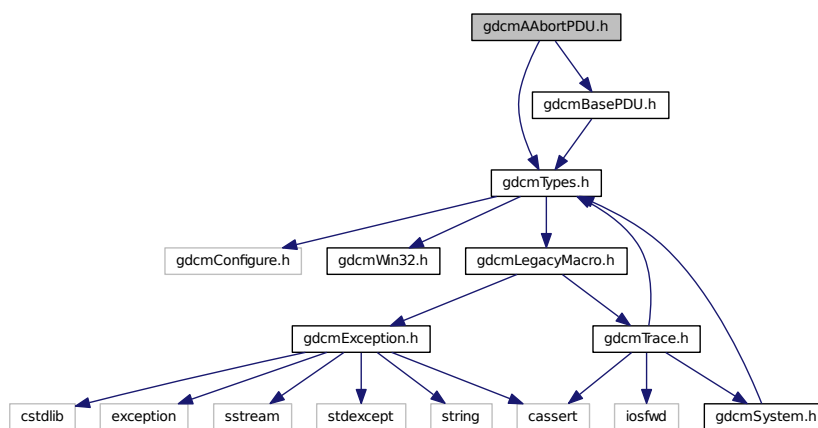 gdcmAAbortPDU.h
gdcmBasePDU.h
gdcmTypes.h
gdcmConfigure.h
gdcmWin32.h
gdcmLegacyMacro.h
gdcmException.h
gdcmTrace.h
cstdlib
exception
sstream
stdexcept
string
cassert
iosfwd
gdcmSystem.h